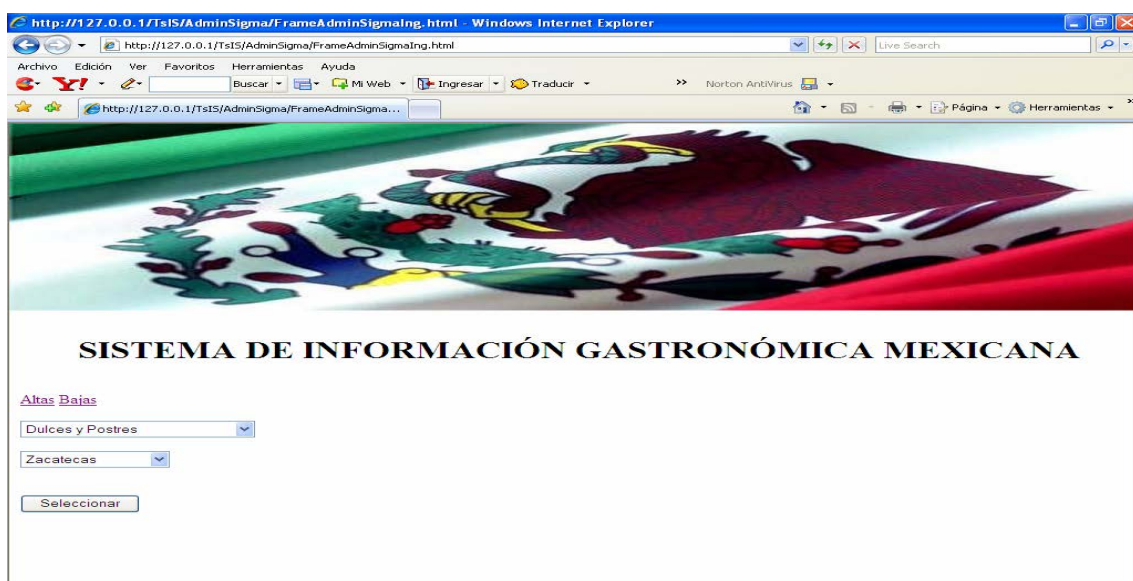 http://127.0.0.1/TsIS/AdminSigma/FrameAdminSigmaIng.html - Windows Internet Explorer
http://127.0.0.1/TsIS/AdminSigma/FrameAdminSigmaIng.html Live Search
Archivo Edición Ver Favoritos Herramientas Ayuda
Y! Buscar Mi Web Ingresar Traducir >> Norton AntiVirus
http://127.0.0.1/TsIS/AdminSigma/FrameAdminSigma... Página Herramientas >>
SISTEMA DE INFORMACIÓN GASTRONÓMICA MEXICANA
Altas Bajas
Dulces y Postres
Zacatecas
Seleccionar